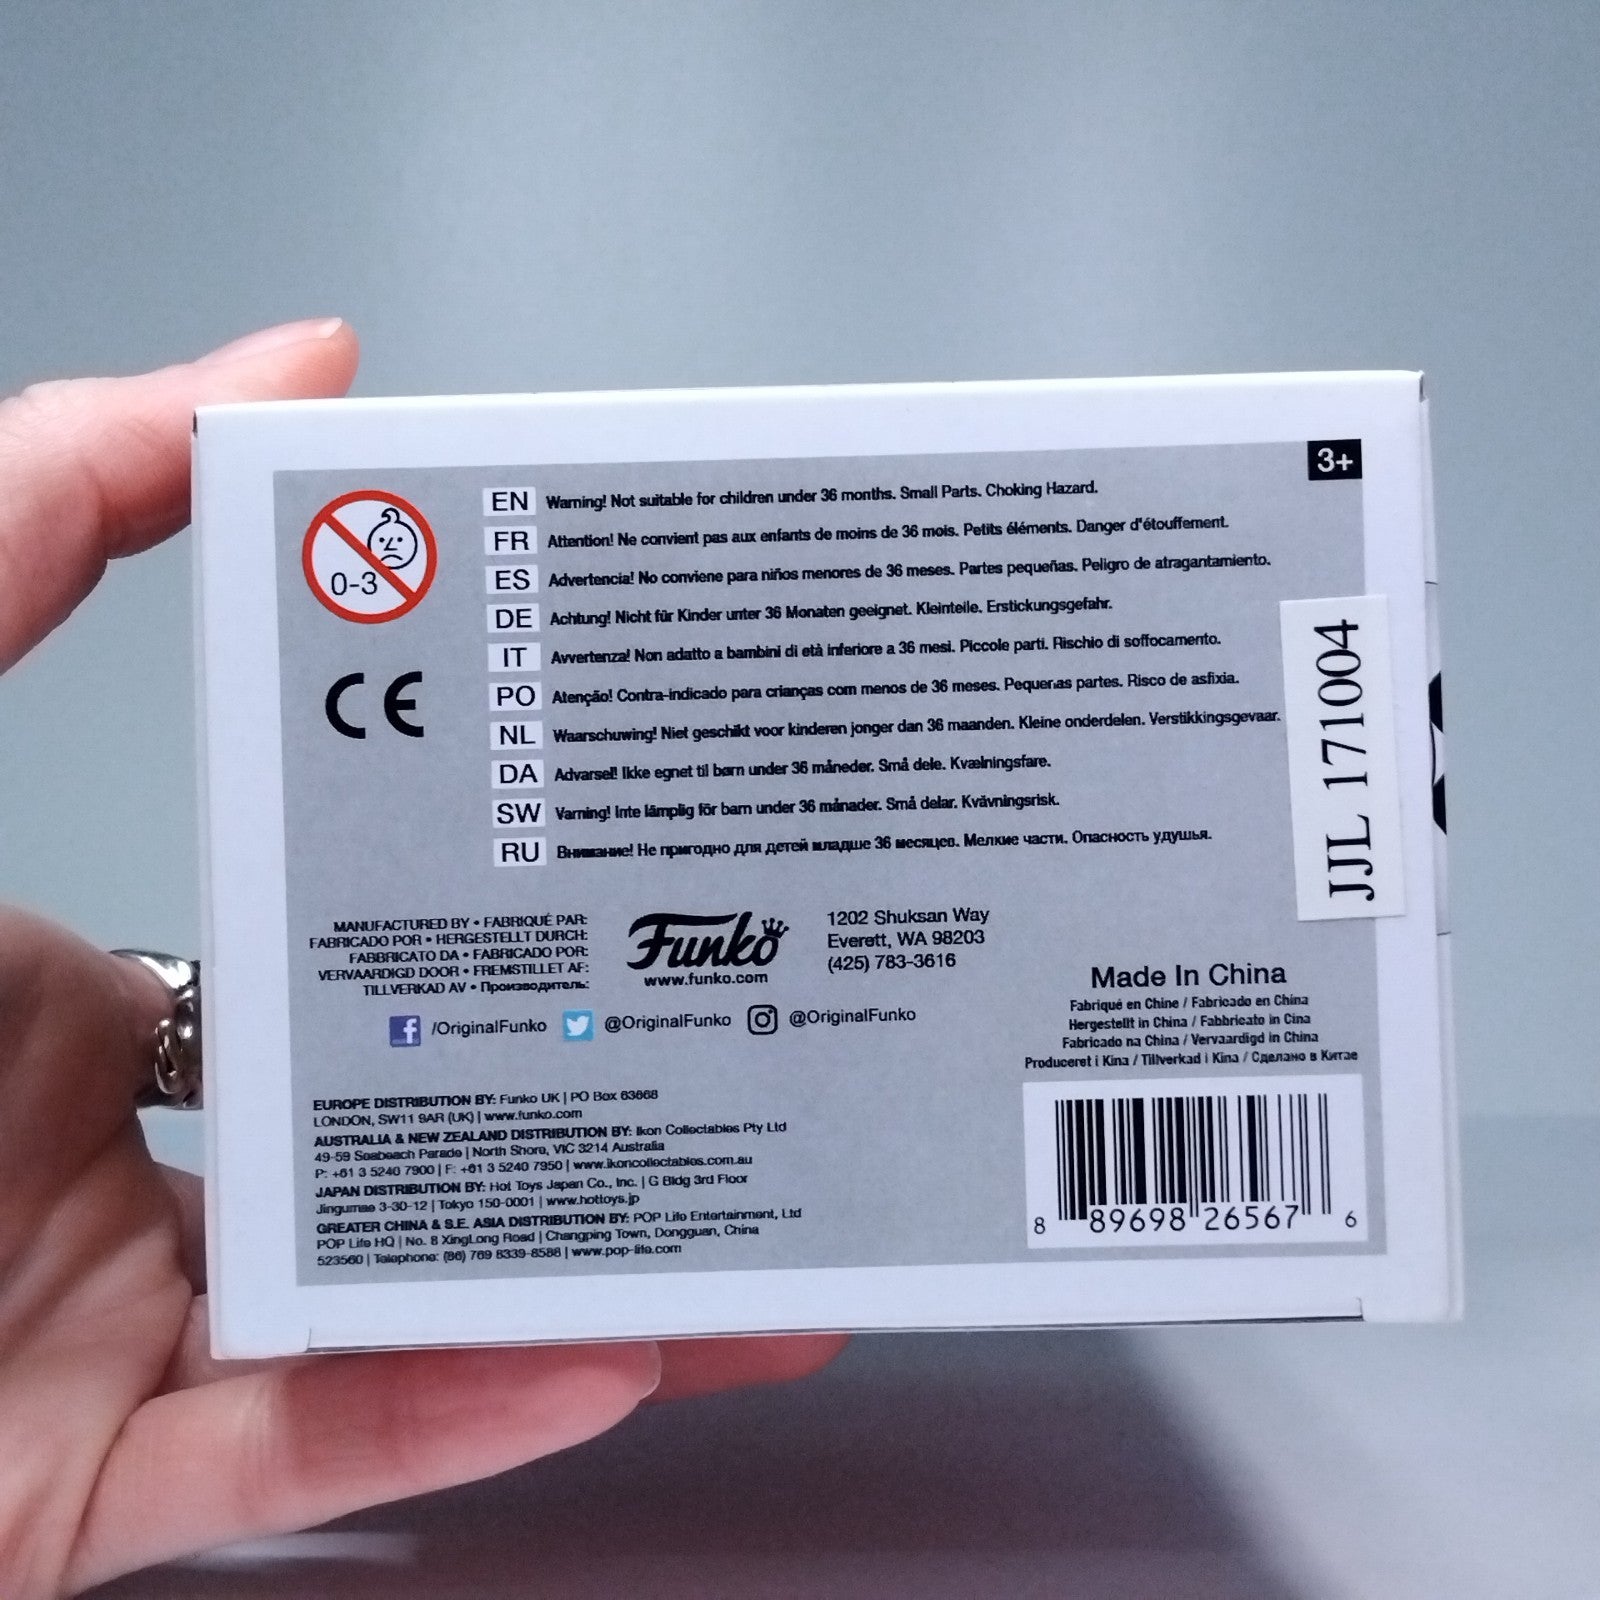 3+
0-3
CE
EN Warning! Not suitable for children under 36 months. Small Parts. Choking Hazard.
FR Attention! Ne convient pas aux enfants de moins de 36 mois. Petits éléments. Danger d'étouffement.
ES Advertencia! No conviene para niños menores de 36 meses. Partes pequeñas. Peligro de atragantamiento.
DE Achtung! Nicht für Kinder unter 36 Monaten geeignet. Kleinteile. Erstickungsgefahr.
IT Avvertenza! Non adatto a bambini di età inferiore a 36 mesi. Piccole parti. Rischio di soffocamento.
PO Atenção! Contra-indicado para crianças com menos de 36 meses. Pequenas partes. Risco de asfixia.
NL Waarschuwing! Niet geschikt voor kinderen jonger dan 36 maanden. Kleine onderdelen. Verstikkingsgevaar.
DA Advarsel! Ikke egnet til børn under 36 måneder. Små dele. Kvælningsfare.
SW Varning! Inte lämplig för barn under 36 månader. Små delar. Kvävningsrisk.
RU Внимание! Не пригодно для детей младше 36 месяцев. Мелкие части. Опасность удушья.
JJL 171004
MANUFACTURED BY • FABRIQUÉ PAR:
FABRICADO POR • HERGESTELLT DURCH:
FABBRICATO DA • FABRICADO POR:
VERVAARDIGD DOOR • FREMSTILLET AF:
TILLVERKAD AV • Производитель:
Funko
www.funko.com
1202 Shuksan Way
Everett, WA 98203
(425) 783-3616
/OriginalFunko @OriginalFunko @OriginalFunko
Made In China
Fabriqué en Chine / Fabricado en China
Hergestellt in China / Fabbricato in Cina
Fabricado na China / Vervaardigd in China
Produceret i Kina / Tillverkad i Kina / Сделано в Китае
EUROPE DISTRIBUTION BY: Funko UK | PO Box 63668
LONDON, SW11 9AR (UK) | www.funko.com
AUSTRALIA & NEW ZEALAND DISTRIBUTION BY: Ikon Collectables Pty Ltd
49-59 Seabeach Parade | North Shore, VIC 3214 Australia
P: +61 3 5240 7900 | F: +61 3 5240 7950 | www.ikoncollectables.com.au
JAPAN DISTRIBUTION BY: Hot Toys Japan Co., Inc. | G Bldg 3rd Floor
Jingumae 3-30-12 | Tokyo 150-0001 | www.hottoys.jp
GREATER CHINA & S.E. ASIA DISTRIBUTION BY: POP Life Entertainment, Ltd
POP Life HQ | No. 8 XingLong Road | Changping Town, Dongguan, China
523560 | Telephone: (86) 769 8339-8588 | www.pop-life.com
8 89698 26567 6